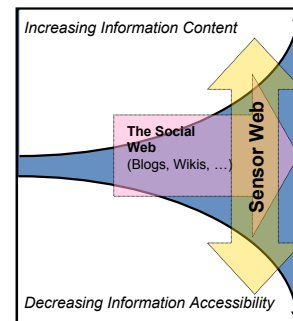 Increasing Information Content
The Social
Web
(Blogs, Wikis, …)
Sensor Web
Decreasing Information Accessibility